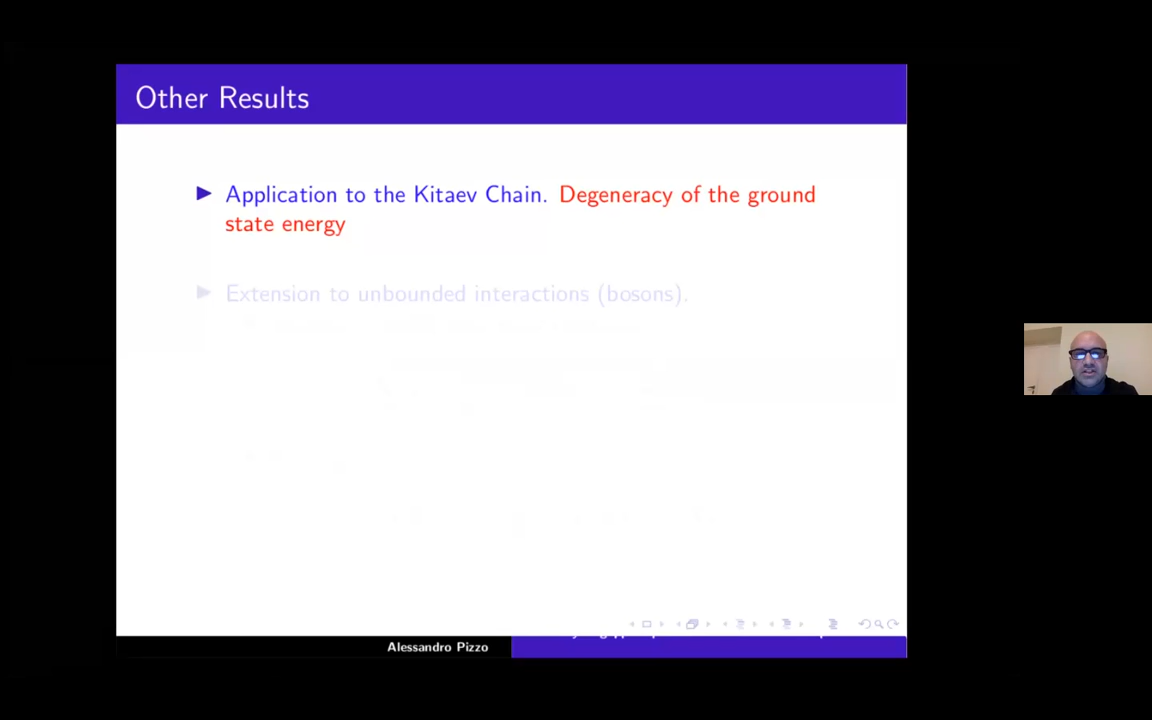 Other Results
Application to the Kitaev Chain. Degeneracy of the ground
state energy
Extension to unbounded interactions (bosons).
Alessandro Pizzo